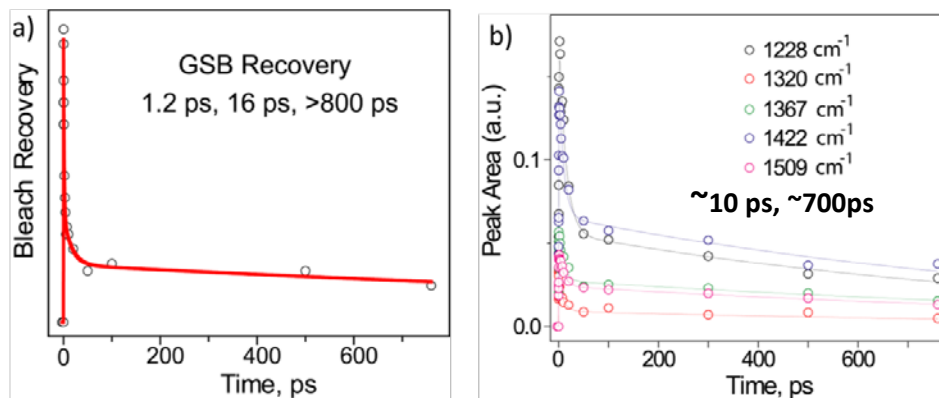 a)
GSB Recovery
1.2 ps, 16 ps, >800 ps
Bleach Recovery
0
200
400
600
Time, ps
b)
1228 cm-1
1320 cm-1
1367 cm-1
1422 cm-1
1509 cm-1
~10 ps, ~700ps
Peak Area (a.u.)
0.1
0.0
0
200
400
600
Time, ps